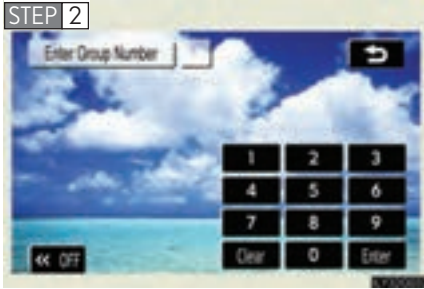 STEP 2
Enter Group Number
1 2 3
4 5 6
7 8 9
« OFF Clear 0 Enter